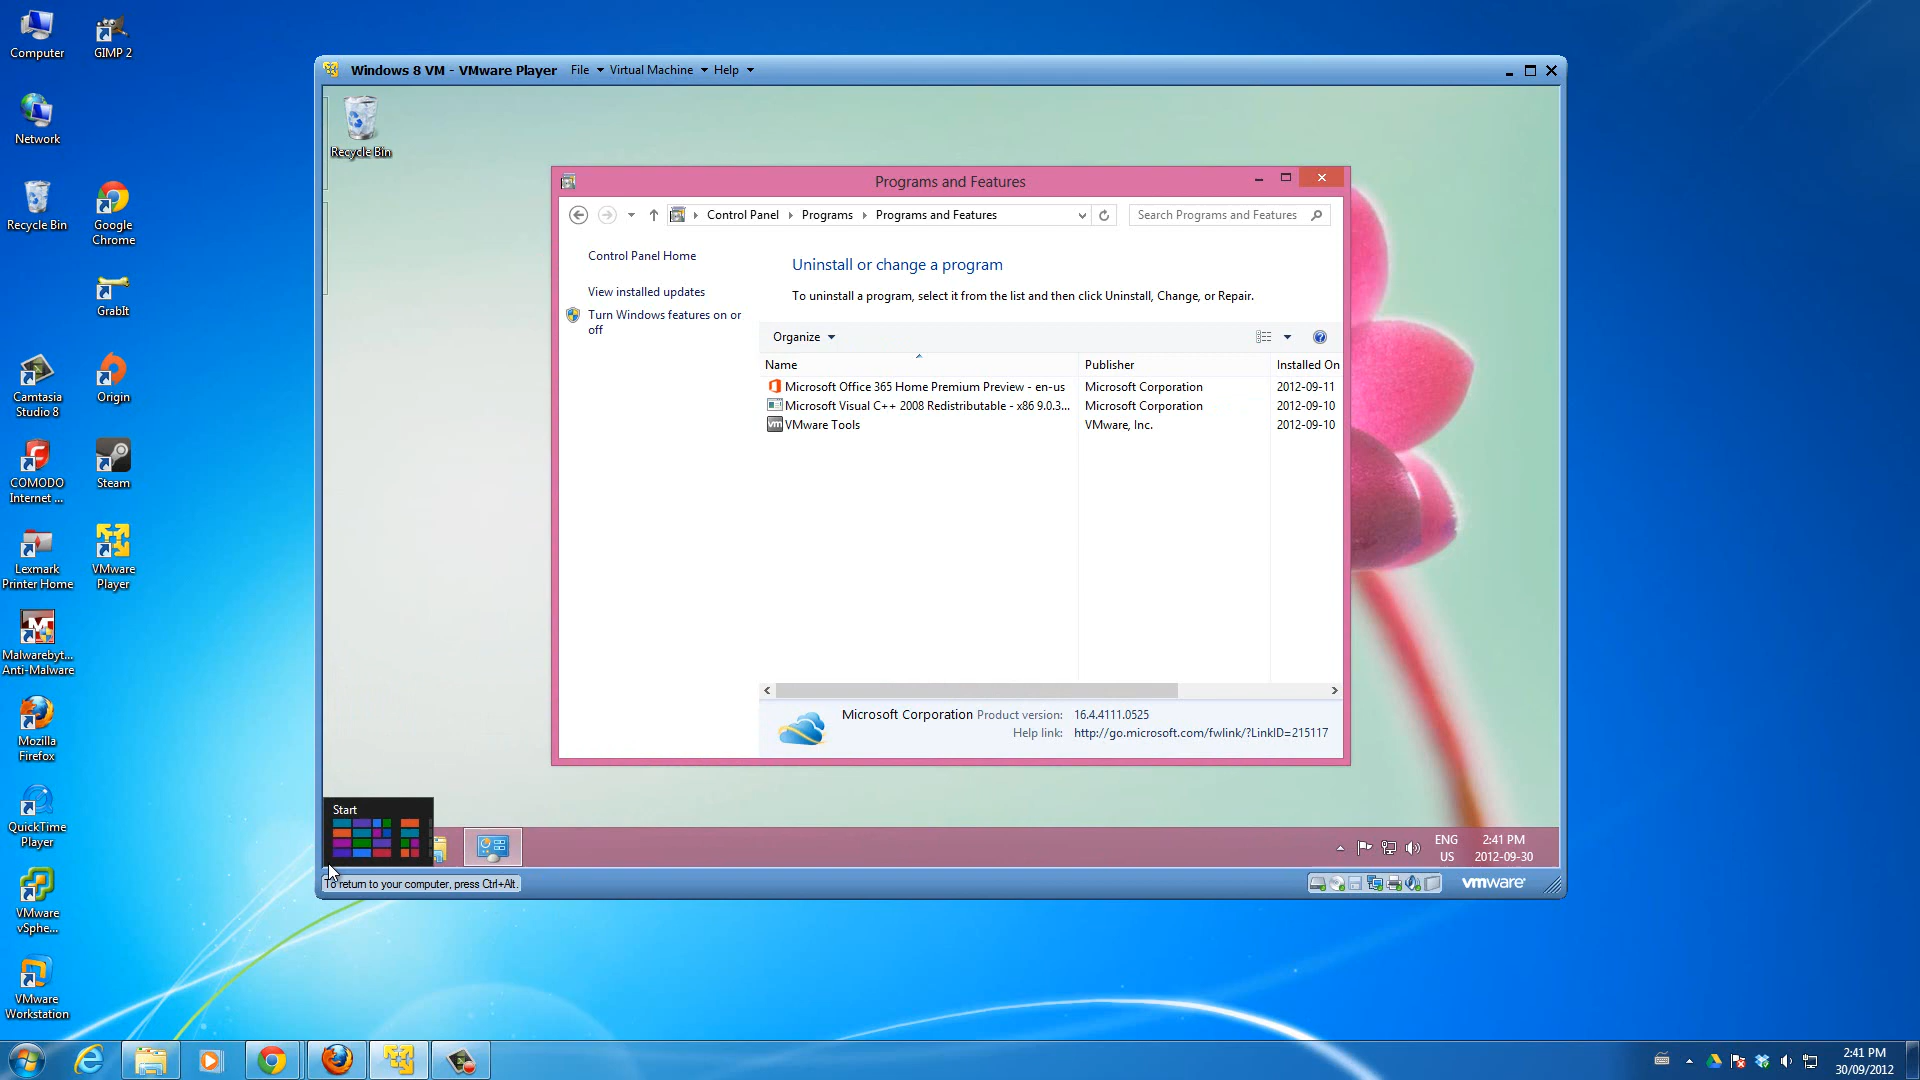 Computer
GIMP 2
Network
Recycle Bin
Google
Chrome
GrabIt
Camtasia
Studio 8
Origin
COMODO
Internet ...
Steam
Lexmark
Printer Home
VMware
Player
Malwarebyt...
Anti-Malware
Mozilla
Firefox
QuickTime
Player
VMware
vSphe...
VMware
Workstation
Windows 8 VM - VMware Player File Virtual Machine Help
Recycle Bin
Programs and Features
Control Panel Programs Programs and Features
Search Programs and Features
Control Panel Home
View installed updates
Turn Windows features on or
off
Uninstall or change a program
To uninstall a program, select it from the list and then click Uninstall, Change, or Repair.
Organize
Name Publisher Installed On
Microsoft Office 365 Home Premium Preview - en-us Microsoft Corporation 2012-09-11
Microsoft Visual C++ 2008 Redistributable - x86 9.0.3... Microsoft Corporation 2012-09-10
vm VMware Tools VMware, Inc. 2012-09-10
Microsoft Corporation Product version: 16.4.4111.0525
Help link: http://go.microsoft.com/fwlink/?LinkID=215117
Start
ENG
US
2:41 PM
2012-09-30
To return to your computer, press Ctrl+Alt.
vmware
2:41 PM
30/09/2012